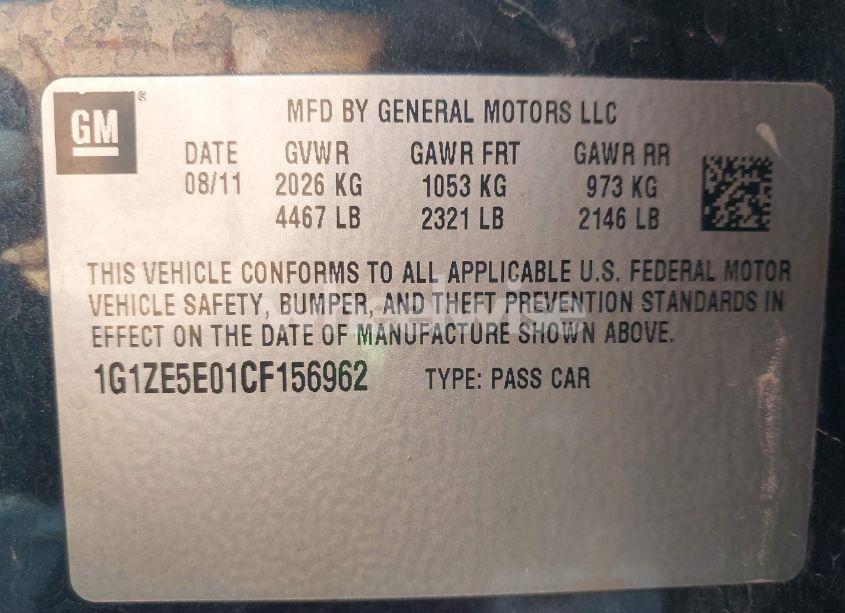 GM®
MFD BY GENERAL MOTORS LLC
DATE GVWR GAWR FRT GAWR RR
08/11 2026 KG 1053 KG 973 KG
4467 LB 2321 LB 2146 LB
THIS VEHICLE CONFORMS TO ALL APPLICABLE U.S. FEDERAL MOTOR
VEHICLE SAFETY, BUMPER, AND THEFT PREVENTION STANDARDS IN
EFFECT ON THE DATE OF MANUFACTURE SHOWN ABOVE.
1G1ZE5E01CF156962 TYPE: PASS CAR